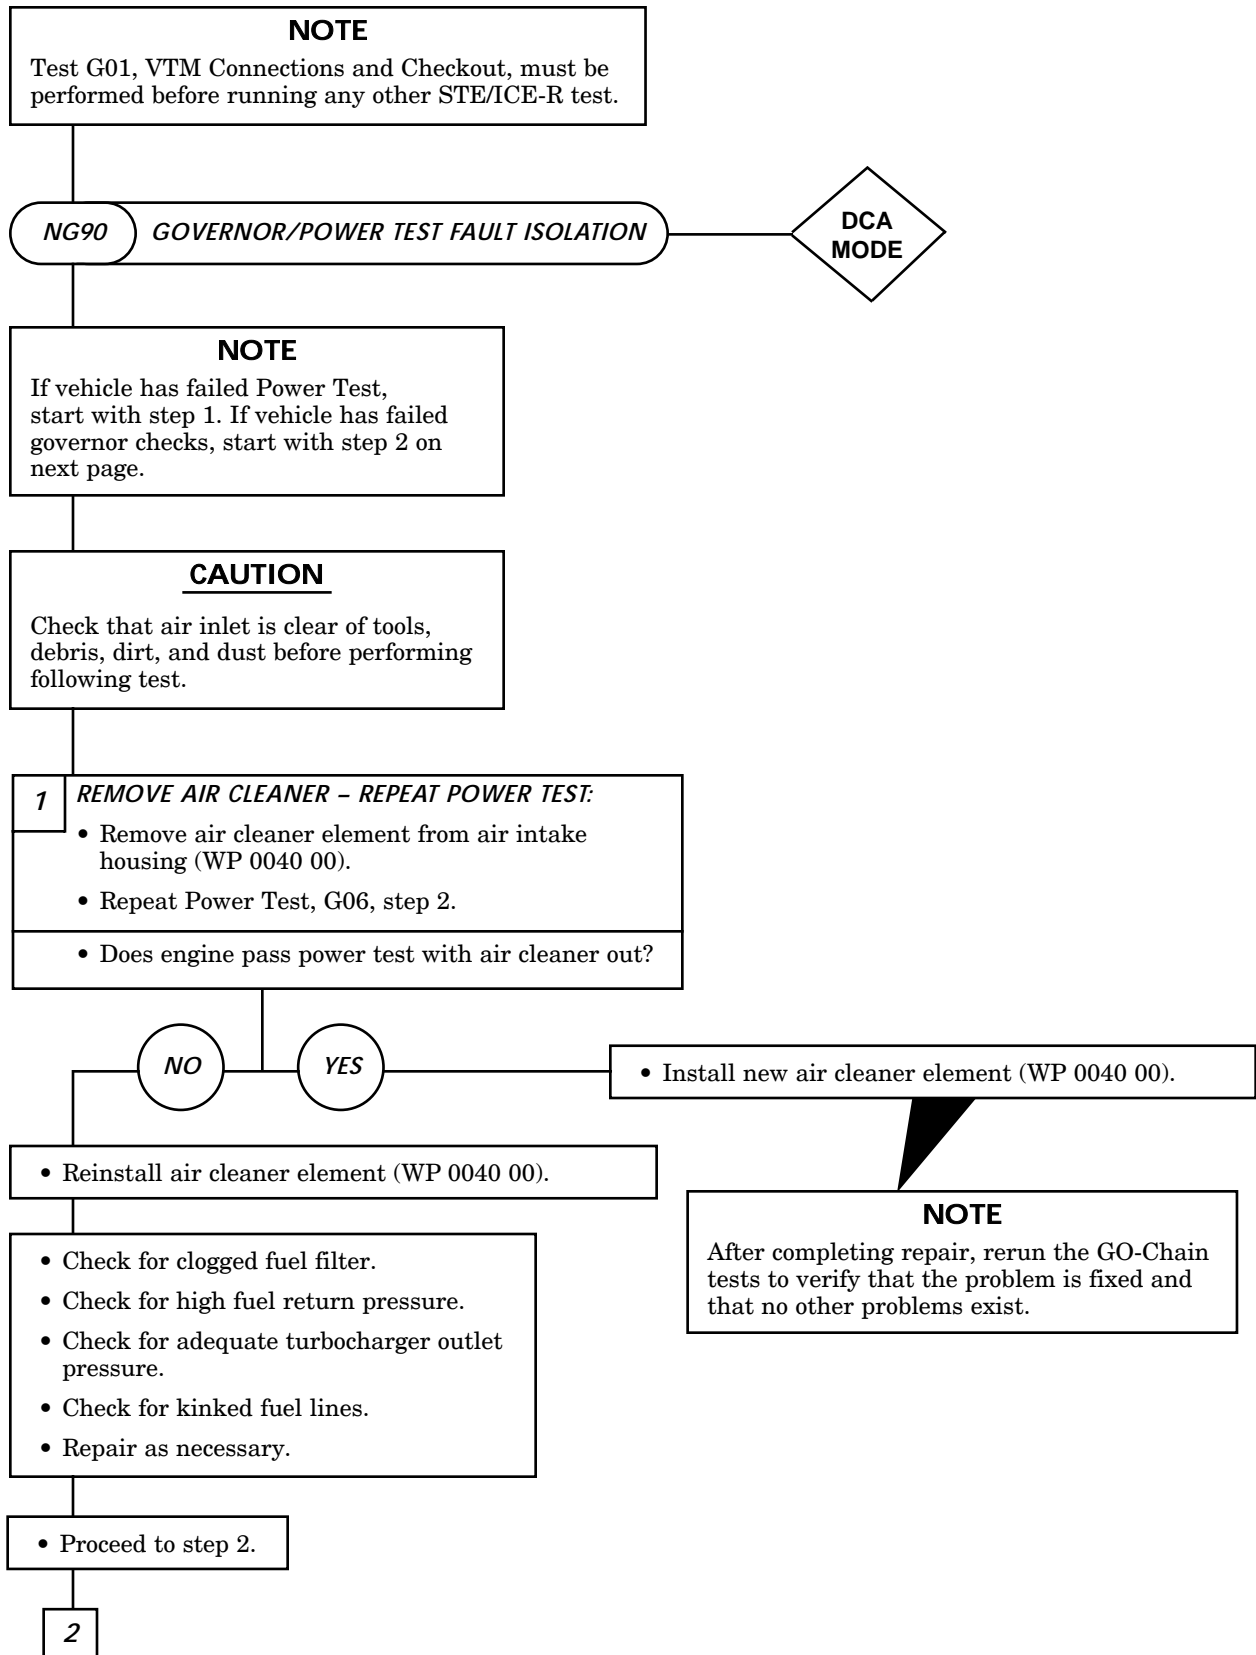 NOTE
Test G01, VTM Connections and Checkout, must be
performed before running any other STE/ICE-R test.
NG90 GOVERNOR/POWER TEST FAULT ISOLATION
DCA
MODE
NOTE
If vehicle has failed Power Test,
start with step 1. If vehicle has failed
governor checks, start with step 2 on
next page.
CAUTION
Check that air inlet is clear of tools,
debris, dirt, and dust before performing
following test.
1 REMOVE AIR CLEANER – REPEAT POWER TEST:
• Remove air cleaner element from air intake
housing (WP 0040 00).
• Repeat Power Test, G06, step 2.
• Does engine pass power test with air cleaner out?
NO
YES
• Install new air cleaner element (WP 0040 00).
NOTE
After completing repair, rerun the GO-Chain
tests to verify that the problem is fixed and
that no other problems exist.
• Reinstall air cleaner element (WP 0040 00).
• Check for clogged fuel filter.
• Check for high fuel return pressure.
• Check for adequate turbocharger outlet
pressure.
• Check for kinked fuel lines.
• Repair as necessary.
• Proceed to step 2.
2